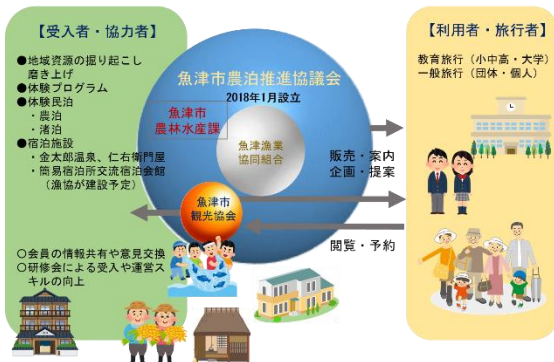 【受入者・協力者】
●地域資源の掘り起こし
磨き上げ
●体験プログラム
●体験民泊
・農泊
・渚泊
●宿泊施設
・金太郎温泉、仁右衛門屋
・簡易宿泊所交流宿泊会館
（漁協が建設予定）
○会員の情報共有や意見交換
○研修会による受入や運営ス
キルの向上
魚津市農泊推進協議会
2018年1月設立
魚津市
農林水産課
魚津漁業
協同組合
魚津市
観光協会
販売・案内
企画・提案
閲覧・予約
【利用者・旅行者】
教育旅行（小中高・大学）
一般旅行（団体・個人）